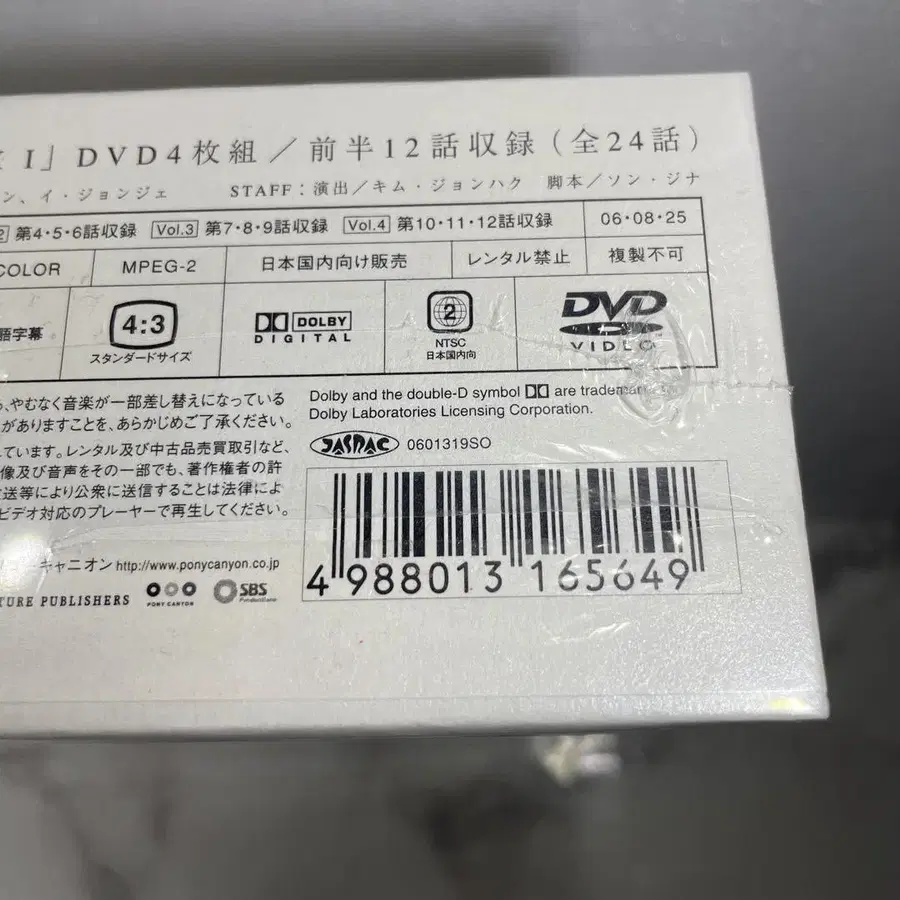 I」DVD4枚組／前半12話収録（全24話）
ン、イ・ジョンジェ STAFF：演出／キム・ジョンハク 脚本／ソン・ジナ
2 第4・5・6話収録 Vol.3 第7・8・9話収録 Vol.4 第10・11・12話収録 06・08・25
COLOR MPEG-2 日本国内向け販売 レンタル禁止 複製不可
語字幕 4:3 スタンダードサイズ DOLBY DIGITAL 2 NTSC 日本国内向 DVD VIDEO
、やむなく音楽が一部差し替えになっている
がありますことを、あらかじめご了承ください。
ています。レンタル及び中古品売買取引など、
像及び音声をその一部でも、著作権者の許
送等により公衆に送信することは法律によ
ビデオ対応のプレーヤーで再生してください。
Dolby and the double-D symbol are
Dolby Laboratories Licensing Corporation.
JASRAC 0601319SO
4 988013 165649
キャニオン http://www.ponycanyon.co.jp
TURE PUBLISHERS PONY CANYON SBS Production